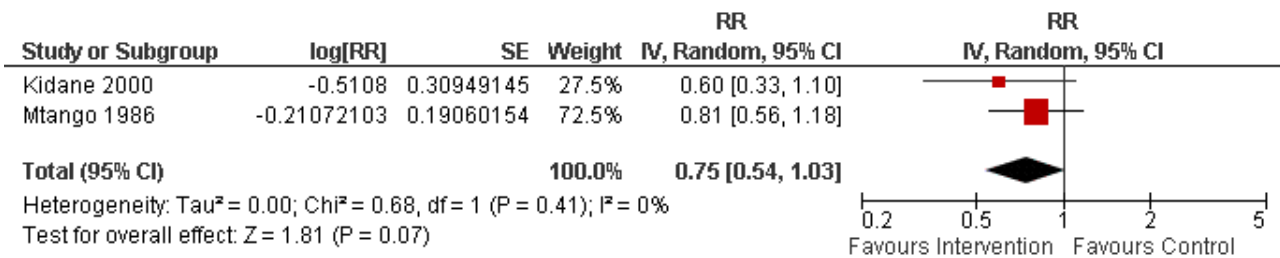 RR RR
Study or Subgroup log[RR] SE Weight IV, Random, 95% CI IV, Random, 95% CI
Kidane 2000 -0.5108 0.30949145 27.5% 0.60 [0.33, 1.10]
Mtango 1986 -0.21072103 0.19060154 72.5% 0.81 [0.56, 1.18]
Total (95% CI) 100.0% 0.75 [0.54, 1.03]
Heterogeneity: Tau² = 0.00; Chi² = 0.68, df = 1 (P = 0.41); I² = 0%
Test for overall effect: Z = 1.81 (P = 0.07)
0.2 0.5 1 2 5
Favours Intervention Favours Control